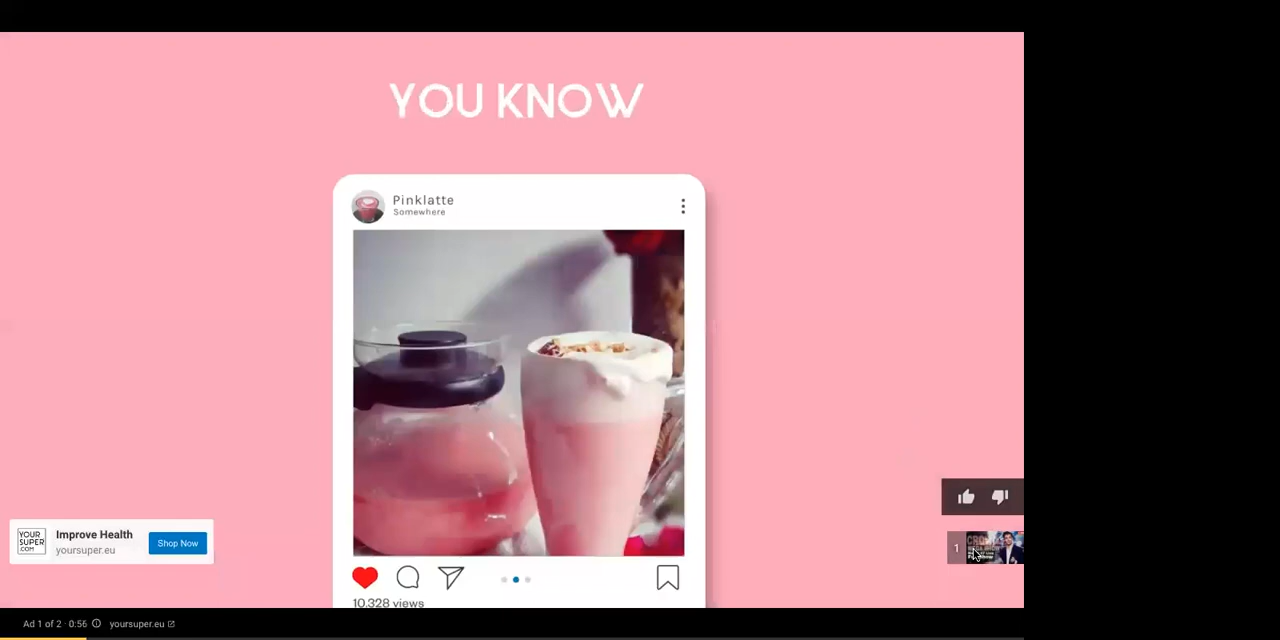 YOU KNOW
Pinklatte
Somewhere
10.328 views
YOUR
SUPER
.COM
Improve Health
yoursuper.eu
Shop Now
1
Ad 1 of 2 · 0:56
yoursuper.eu